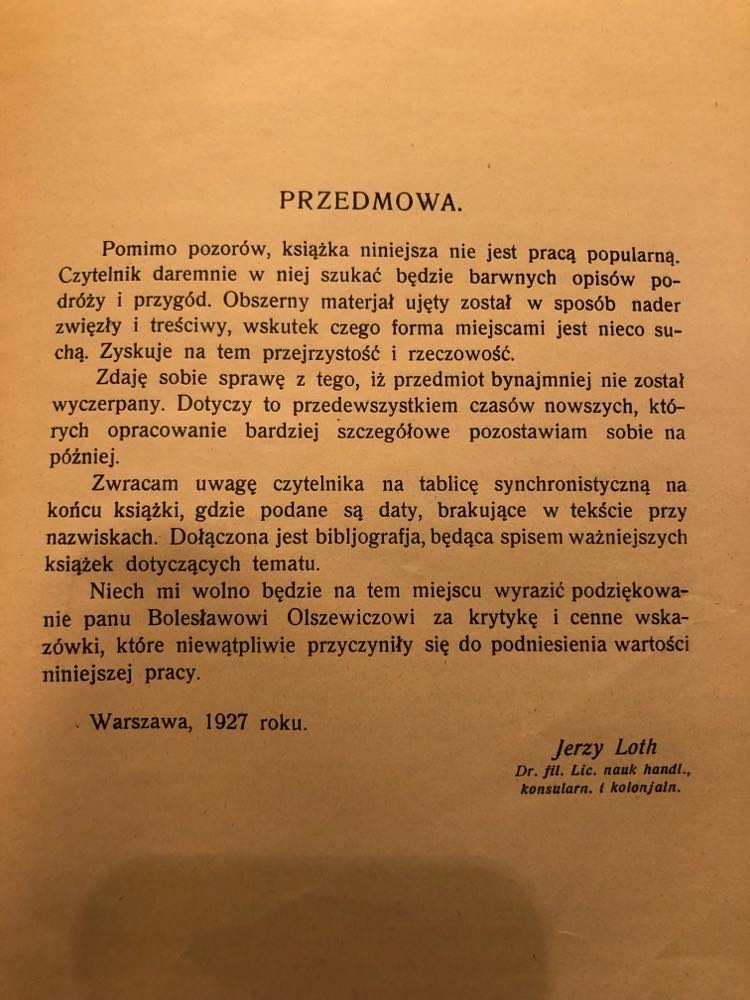 PRZEDMOWA.
Pomimo pozorów, książka niniejsza nie jest pracą popularną.
Czytelnik daremnie w niej szukać będzie barwnych opisów po-
dróży i przygód. Obszerny materjał ujęty został w sposób nader
zwięzły i treściwy, wskutek czego forma miejscami jest nieco su-
chą. Zyskuje na tem przejrzystość i rzeczowość.
Zdaję sobie sprawę z tego, iż przedmiot bynajmniej nie został
wyczerpany. Dotyczy to przedewszystkiem czasów nowszych, któ-
rych opracowanie bardziej szczegółowe pozostawiam sobie na
później.
Zwracam uwagę czytelnika na tablicę synchronistyczną na
końcu książki, gdzie podane są daty, brakujące w tekście przy
nazwiskach. Dołączona jest bibljografja, będąca spisem ważniejszych
książek dotyczących tematu.
Niech mi wolno będzie na tem miejscu wyrazić podziękowa-
nie panu Bolesławowi Olszewiczowi za krytykę i cenne wska-
zówki, które niewątpliwie przyczyniły się do podniesienia wartości
niniejszej pracy.
Warszawa, 1927 roku.
Jerzy Loth
Dr. fil. Lic. nauk handl.,
konsularn. i kolonjaln.